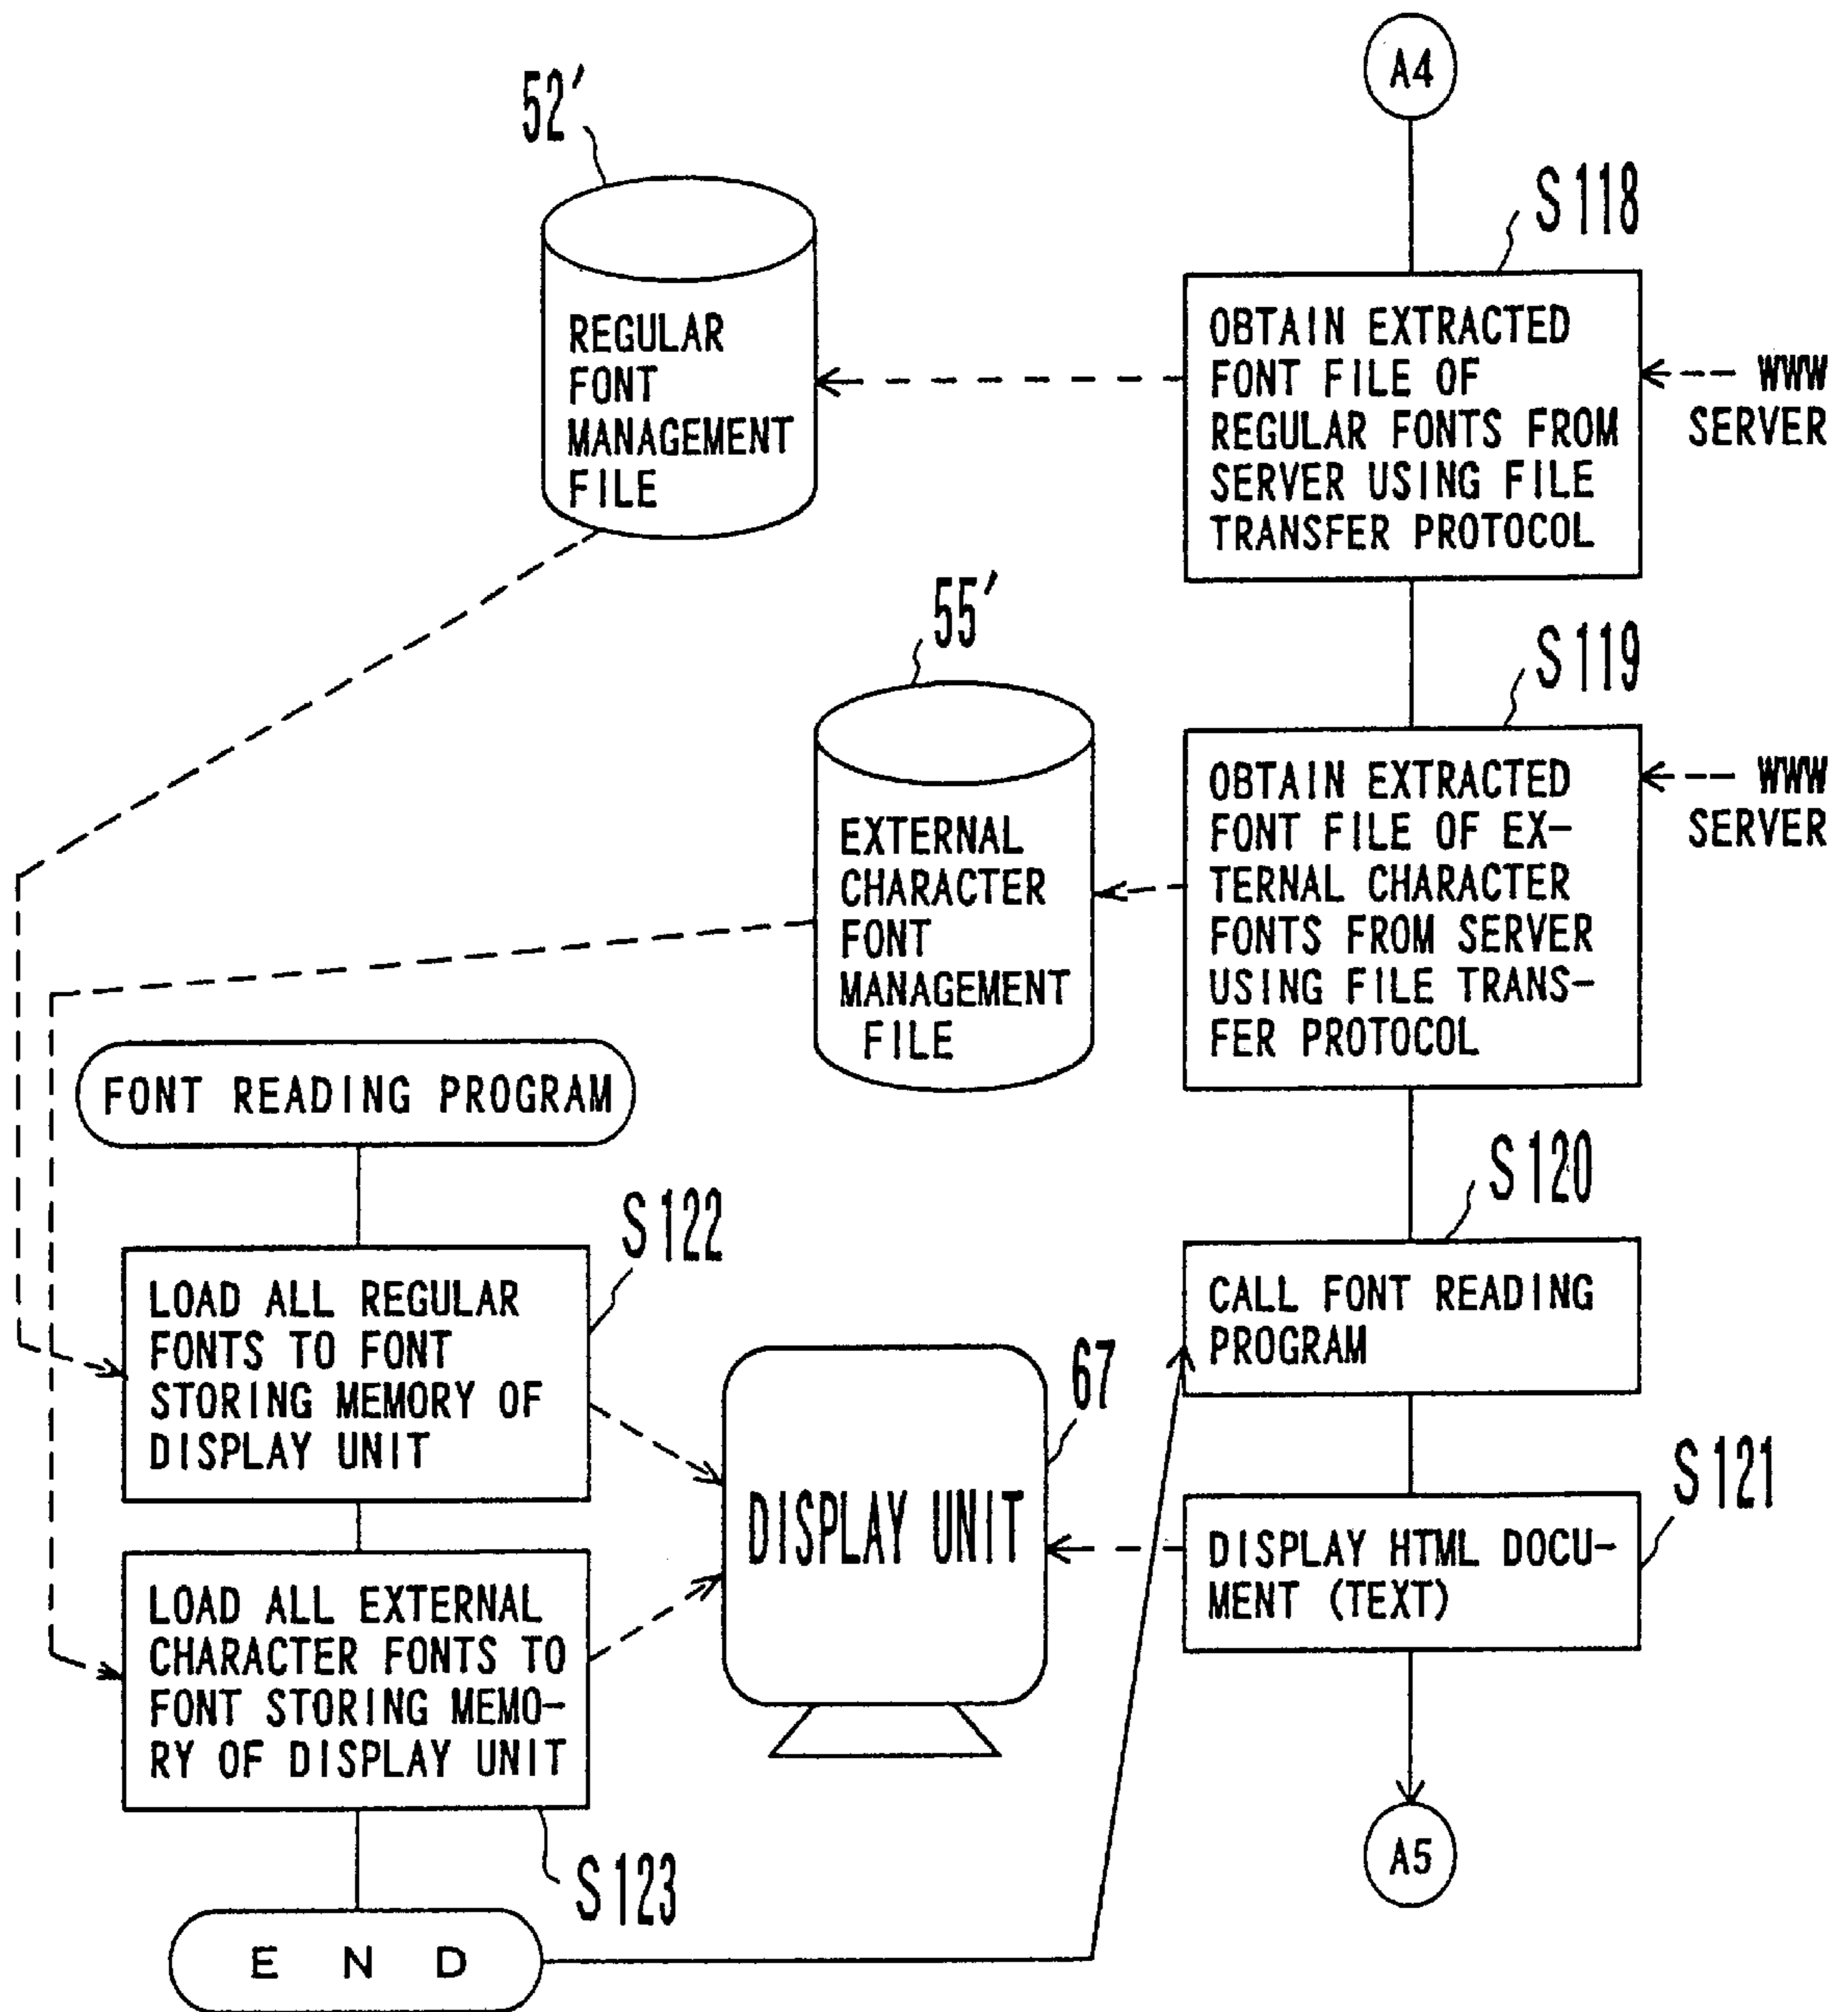 A4
52'
S118
REGULAR
FONT
MANAGEMENT
FILE
OBTAIN EXTRACTED
FONT FILE OF
REGULAR FONTS FROM
SERVER USING FILE
TRANSFER PROTOCOL
WWW
SERVER
55'
S119
EXTERNAL
CHARACTER
FONT
MANAGEMENT
FILE
OBTAIN EXTRACTED
FONT FILE OF EX-
TERNAL CHARACTER
FONTS FROM SERVER
USING FILE TRANS-
FER PROTOCOL
WWW
SERVER
FONT READING PROGRAM
S122
LOAD ALL REGULAR
FONTS TO FONT
STORING MEMORY OF
DISPLAY UNIT
S120
CALL FONT READING
PROGRAM
67
DISPLAY UNIT
S121
DISPLAY HTML DOCU-
MENT (TEXT)
LOAD ALL EXTERNAL
CHARACTER FONTS TO
FONT STORING MEMO-
RY OF DISPLAY UNIT
S123
END
A5